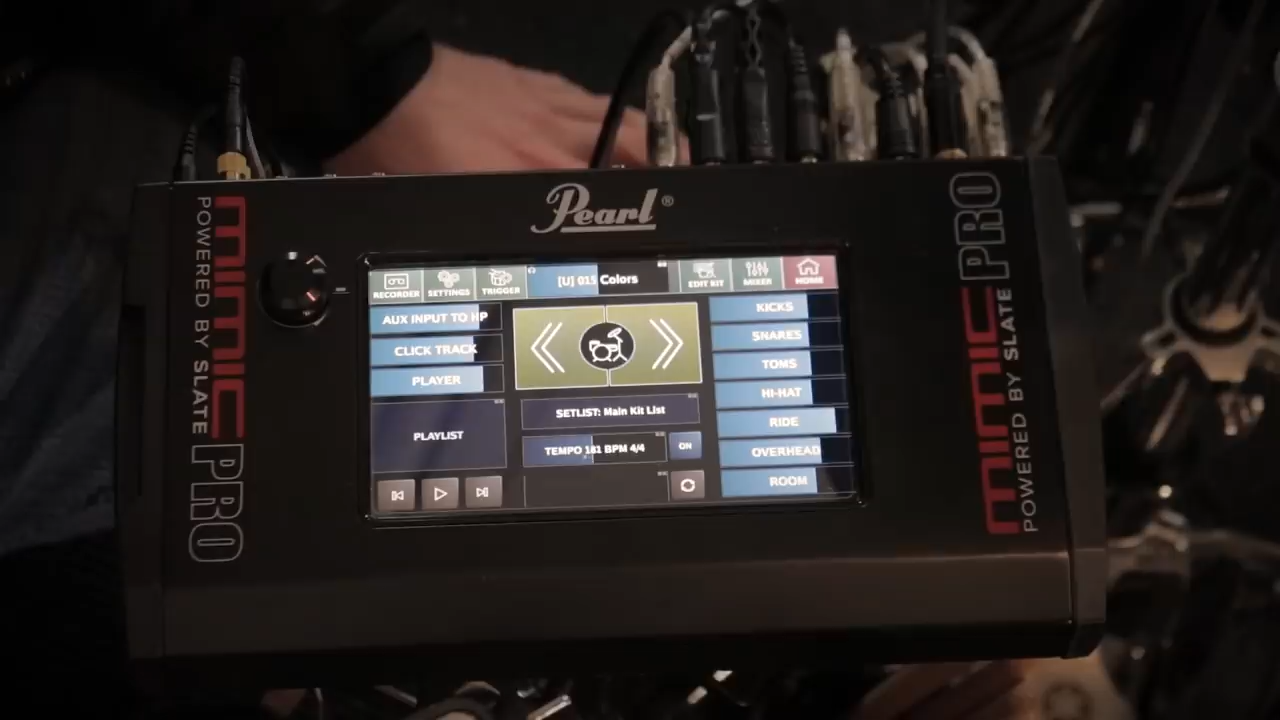 Pearl®
MIMIC PRO
POWERED BY SLATE
RECORDER
SETTINGS
TRIGGER
[U] 015 Colors
EDIT KIT
MIXER
HOME
AUX INPUT TO HP
CLICK TRACK
PLAYER
PLAYLIST
SETLIST: Main Kit List
TEMPO 181 BPM 4/4
ON
KICKS
SNARES
TOMS
HI-HAT
RIDE
OVERHEAD
ROOM
MIMIC PRO
POWERED BY SLATE